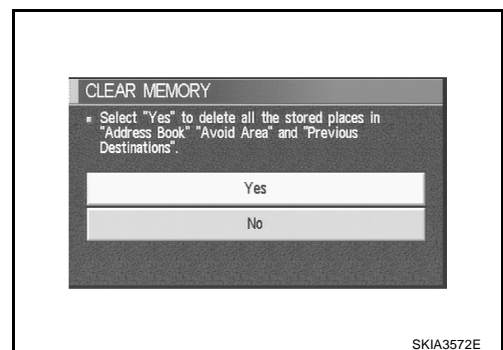 CLEAR MEMORY
Select "Yes" to delete all the stored places in
"Address Book" "Avoid Area" and "Previous
Destinations".
Yes
No
SKIA3572E